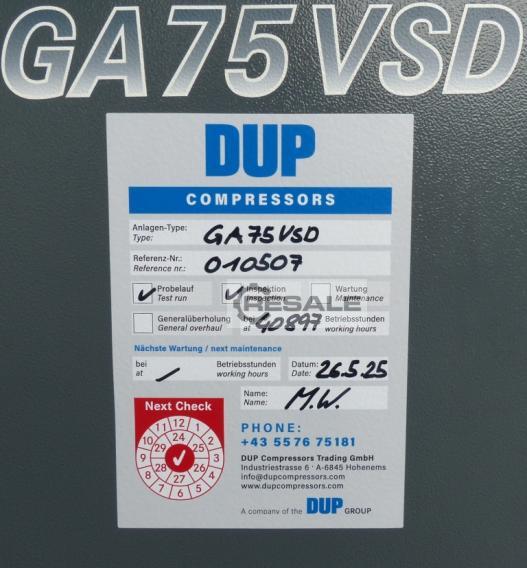 GA75VSD
DUP
COMPRESSORS
Anlagen-Type: GA75VSD
Type:
Referenz-Nr.: 010507
Reference nr.:
Probelauf Inspektion Wartung
Test run Inspection Maintenance
RESALE
Generalüberholung bei 40897 Betriebsstunden
General overhaul at working hours
Nächste Wartung / next maintenance
bei / Betriebsstunden Datum: 26.5.25
at working hours Date:
Name: M.W.
Name:
Next Check
12 1 2 3 4 5 6 7 8 9 10 11
24 25 26 27 28 29
PHONE:
+43 5576 75181
DUP Compressors Trading GmbH
Industriestrasse 6 · A-6845 Hohenems
info@dupcompressors.com
www.dupcompressors.com
A company of the DUP GROUP